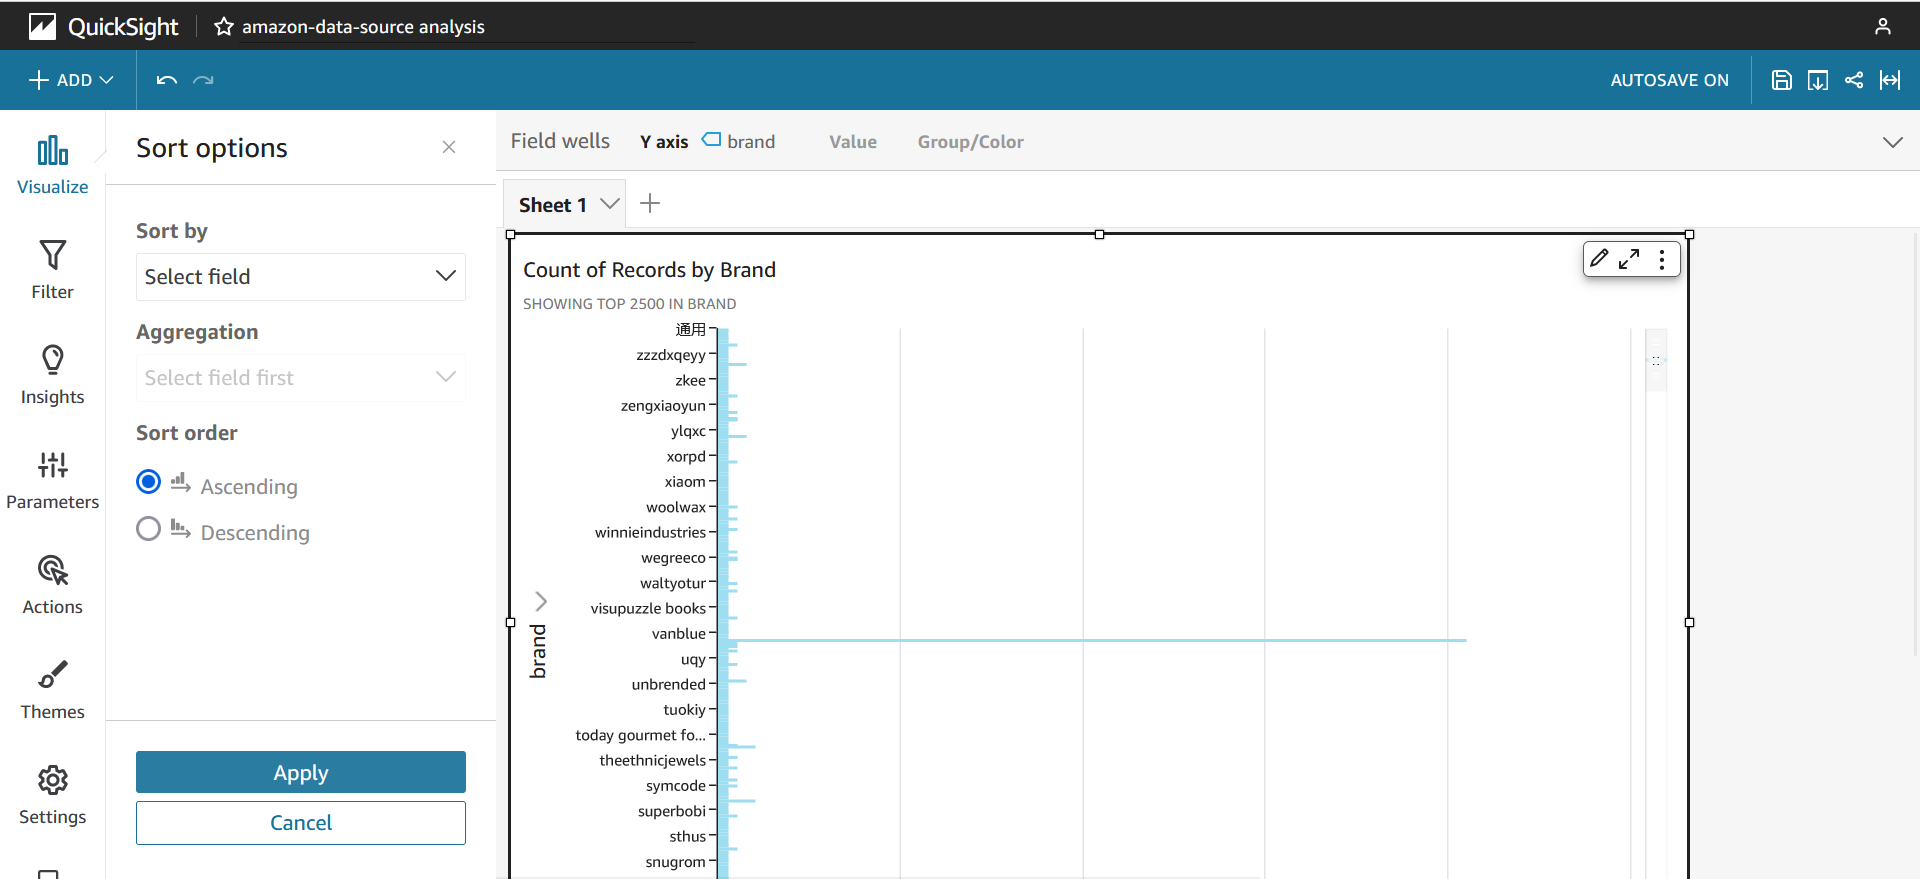 QuickSight
amazon-data-source analysis
ADD
AUTOSAVE ON
Visualize
Filter
Insights
Parameters
Actions
Themes
Settings
Sort options
Sort by
Select field
Aggregation
Select field first
Sort order
Ascending
Descending
Apply
Cancel
Field wells Y axis brand Value Group/Color
Sheet 1
Count of Records by Brand
SHOWING TOP 2500 IN BRAND
brand
通用
zzzdxqeyy
zkee
zengxiaoyun
ylqxc
xorpd
xiaom
woolwax
winnieindustries
wegreeco
waltyotur
visupuzzle books
vanblue
uqy
unbrended
tuokiy
today gourmet fo...
theethnicjewels
symcode
superbobi
sthus
snugrom